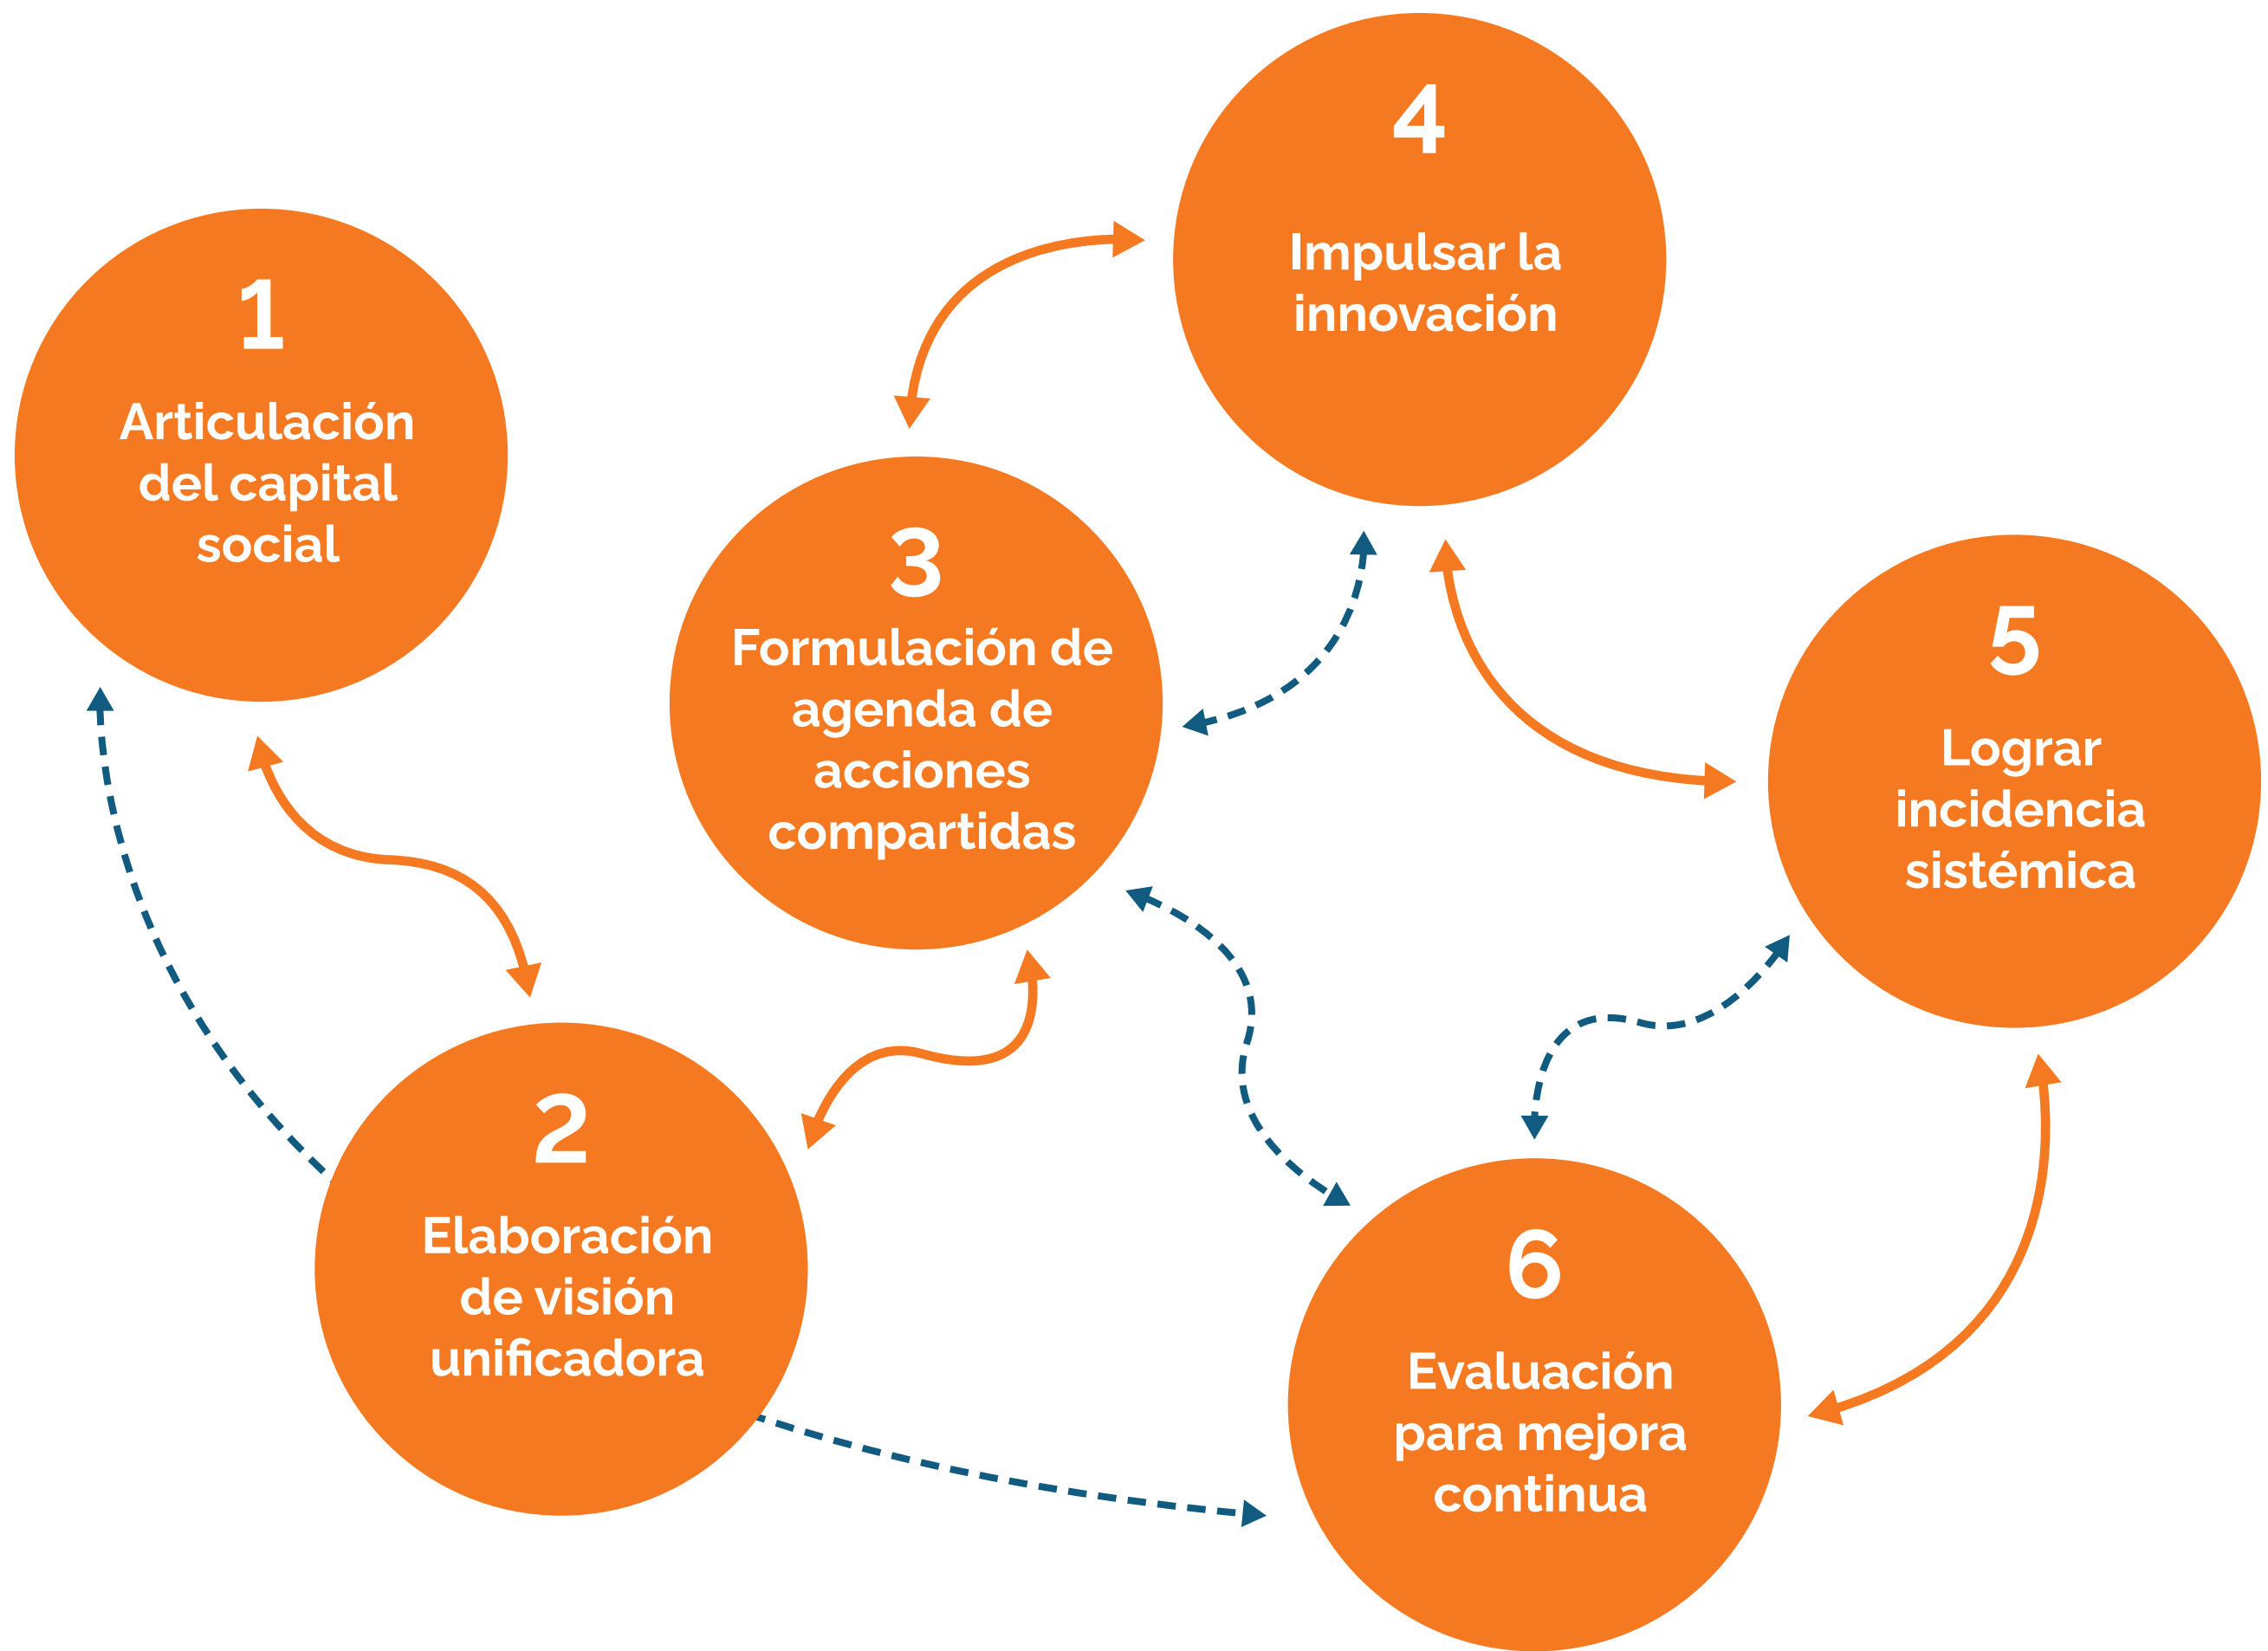 1
Articulación
del capital
social
2
Elaboración
de visión
unificadora
3
Formulación de
agenda  de
acciones
compartidas
4
Impulsar la
innovación
5
Lograr
incidencia
sistémica
6
Evaluación
para mejora
continua